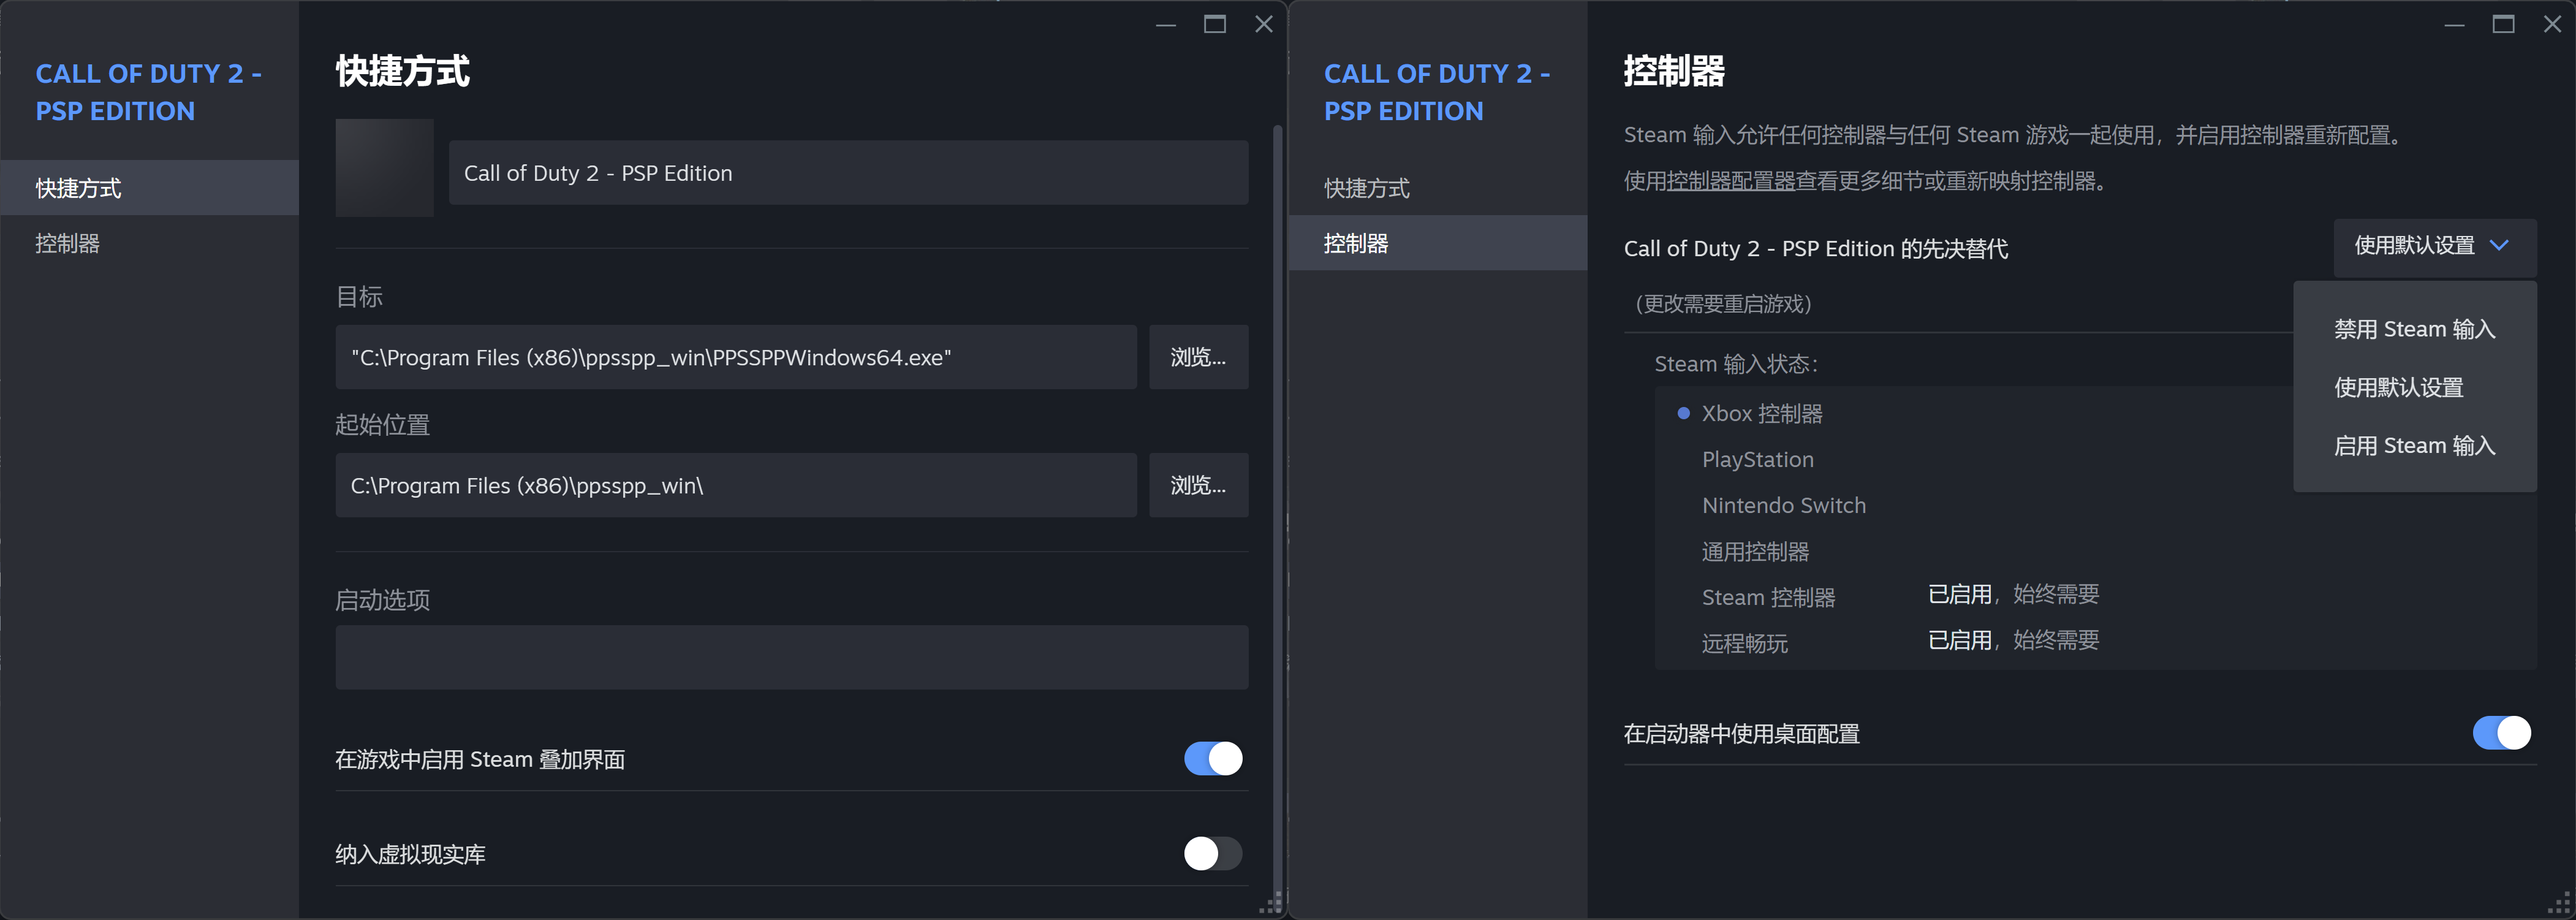 CALL OF DUTY 2 -
PSP EDITION
快捷方式
控制器
快捷方式
Call of Duty 2 - PSP Edition
目标
"C:\Program Files (x86)\ppsspp_win\PPSSPPWindows64.exe"
浏览...
起始位置
C:\Program Files (x86)\ppsspp_win\
浏览...
启动选项
在游戏中启用 Steam 叠加界面
纳入虚拟现实库
CALL OF DUTY 2 -
PSP EDITION
快捷方式
控制器
控制器
Steam 输入允许任何控制器与任何 Steam 游戏一起使用，并启用控制器重新配置。
使用控制器配置器查看更多细节或重新映射控制器。
Call of Duty 2 - PSP Edition 的先决替代
使用默认设置
（更改需要重启游戏）
禁用 Steam 输入
使用默认设置
启用 Steam 输入
Steam 输入状态：
Xbox 控制器
PlayStation
Nintendo Switch
通用控制器
Steam 控制器 已启用，始终需要
远程畅玩 已启用，始终需要
在启动器中使用桌面配置